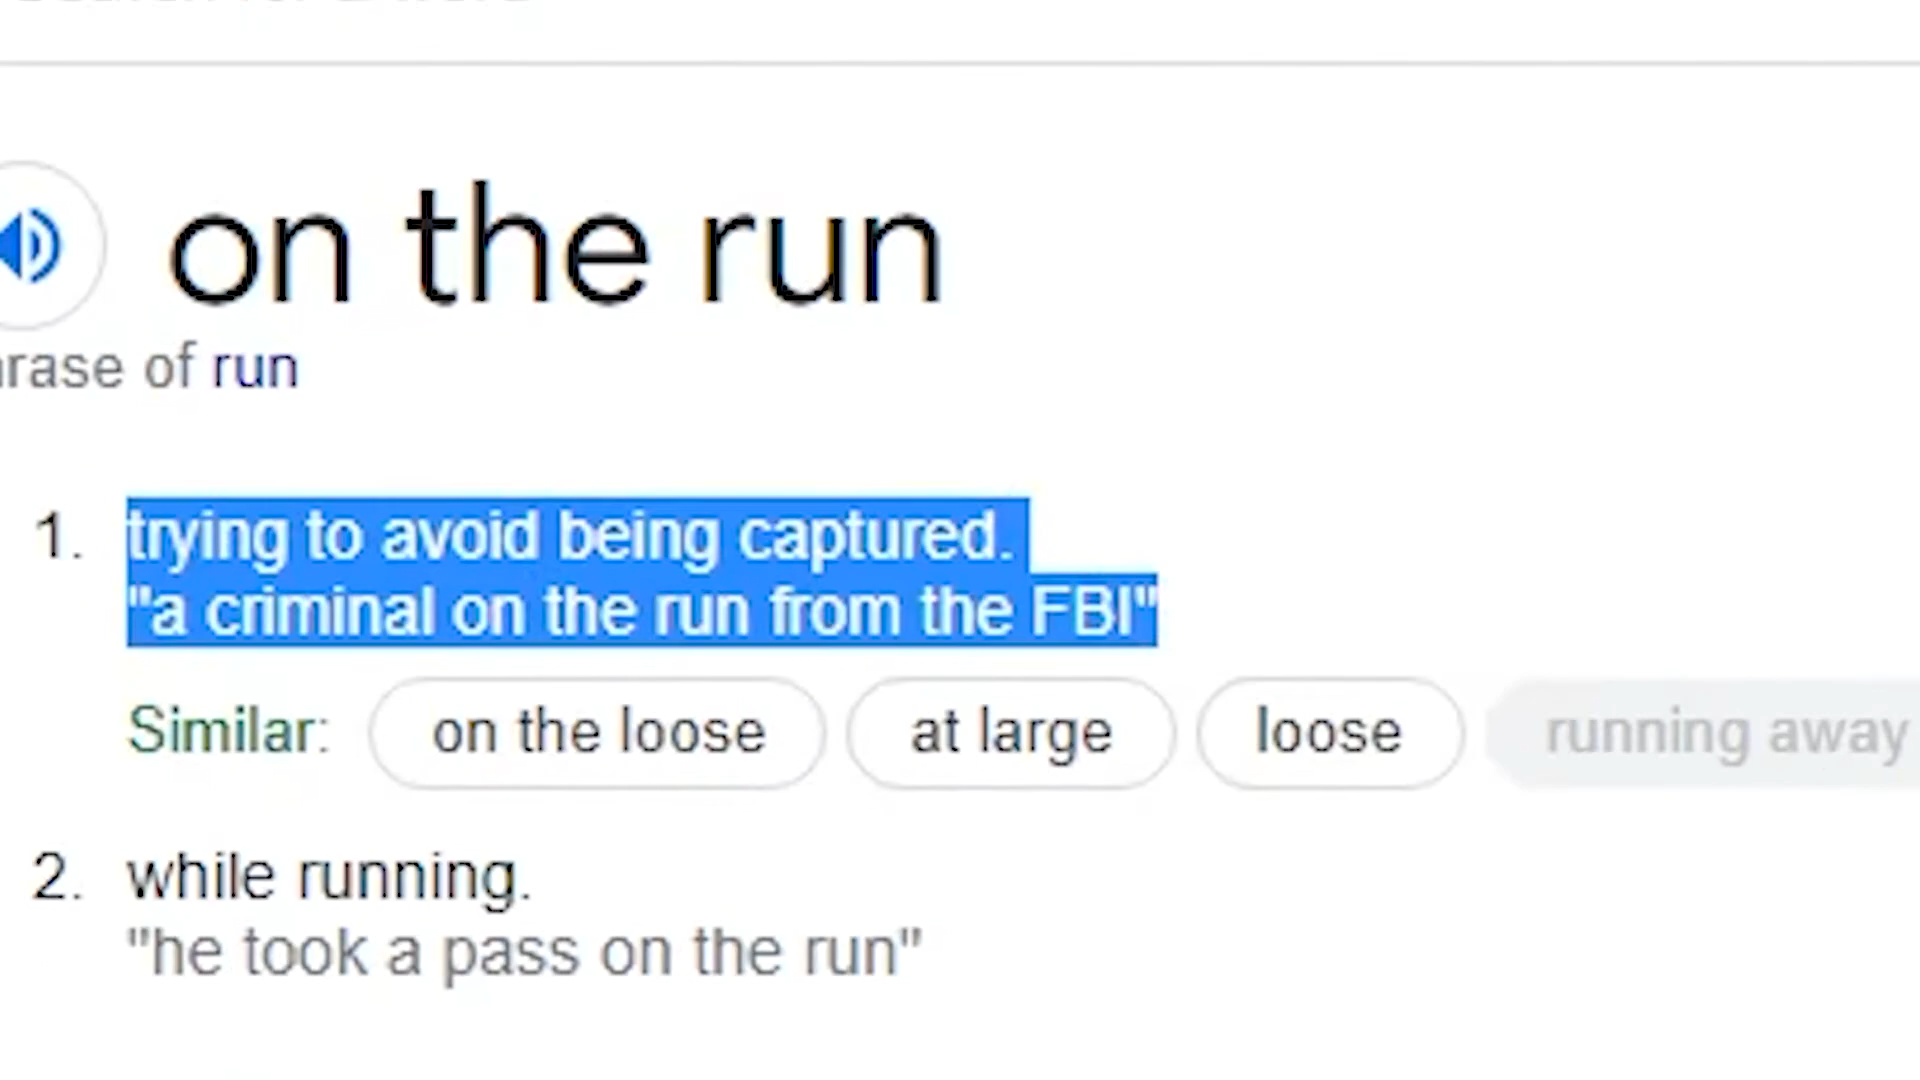 on the run
hrase of run
1. trying to avoid being captured.
"a criminal on the run from the FBI"
Similar: on the loose at large loose running away
2. while running.
"he took a pass on the run"